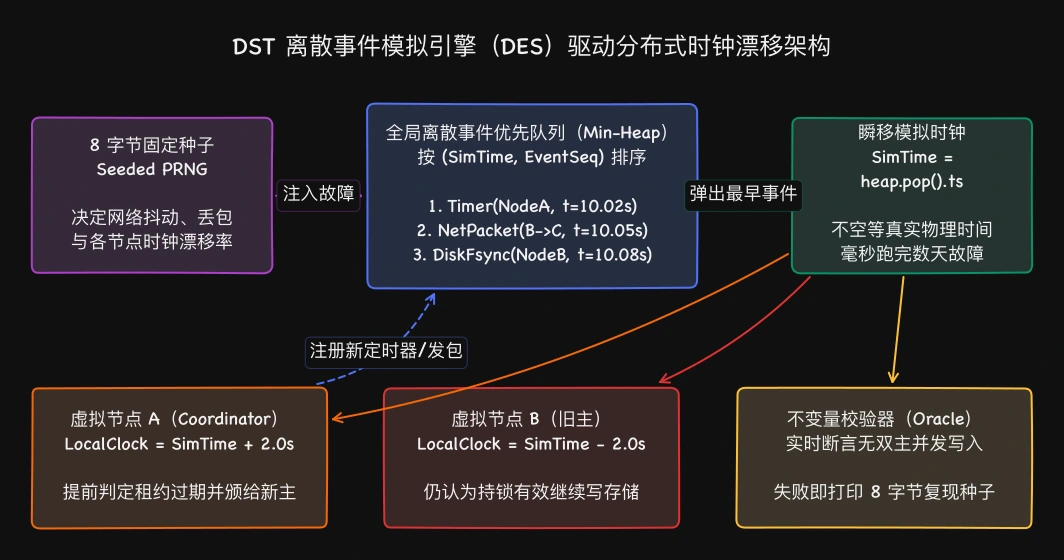 DST 离散事件模拟引擎（DES）驱动分布式时钟漂移架构
8 字节固定种子
Seeded PRNG
决定网络抖动、丢包
与各节点时钟漂移率
注入故障
全局离散事件优先队列（Min-Heap）
按 (SimTime, EventSeq) 排序
1. Timer(NodeA, t=10.02s)
2. NetPacket(B->C, t=10.05s)
3. DiskFsync(NodeB, t=10.08s)
弹出最早事件
瞬移模拟时钟
SimTime =
heap.pop().ts
不空等真实物理时间
毫秒跑完数天故障
注册新定时器/发包
虚拟节点 A（Coordinator）
LocalClock = SimTime + 2.0s
提前判定租约过期并颁给新主
虚拟节点 B（旧主）
LocalClock = SimTime - 2.0s
仍认为持锁有效继续写存储
不变量校验器（Oracle）
实时断言无双主并发写入
失败即打印 8 字节复现种子